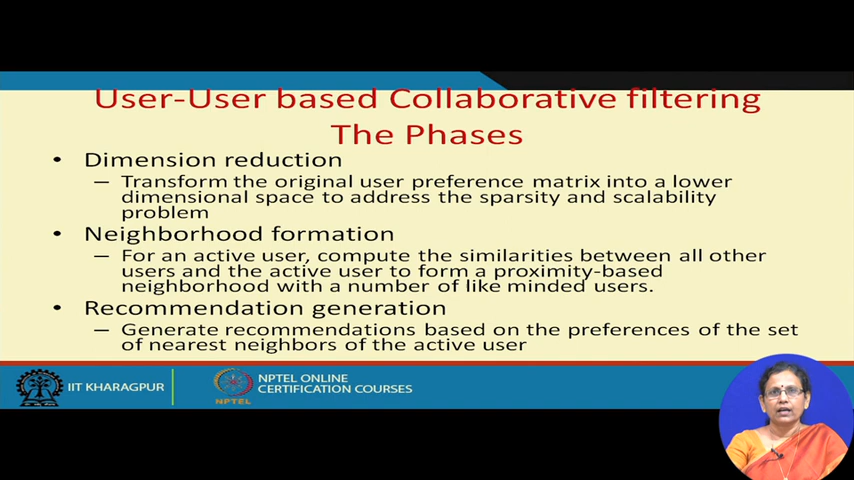 User-User based Collaborative filtering
The Phases
• Dimension reduction
– Transform the original user preference matrix into a lower
dimensional space to address the sparsity and scalability
problem
• Neighborhood formation
– For an active user, compute the similarities between all other
users and the active user to form a proximity-based
neighborhood with a number of like minded users.
• Recommendation generation
– Generate recommendations based on the preferences of the set
of nearest neighbors of the active user
IIT KHARAGPUR
NPTEL
NPTEL ONLINE
CERTIFICATION COURSES